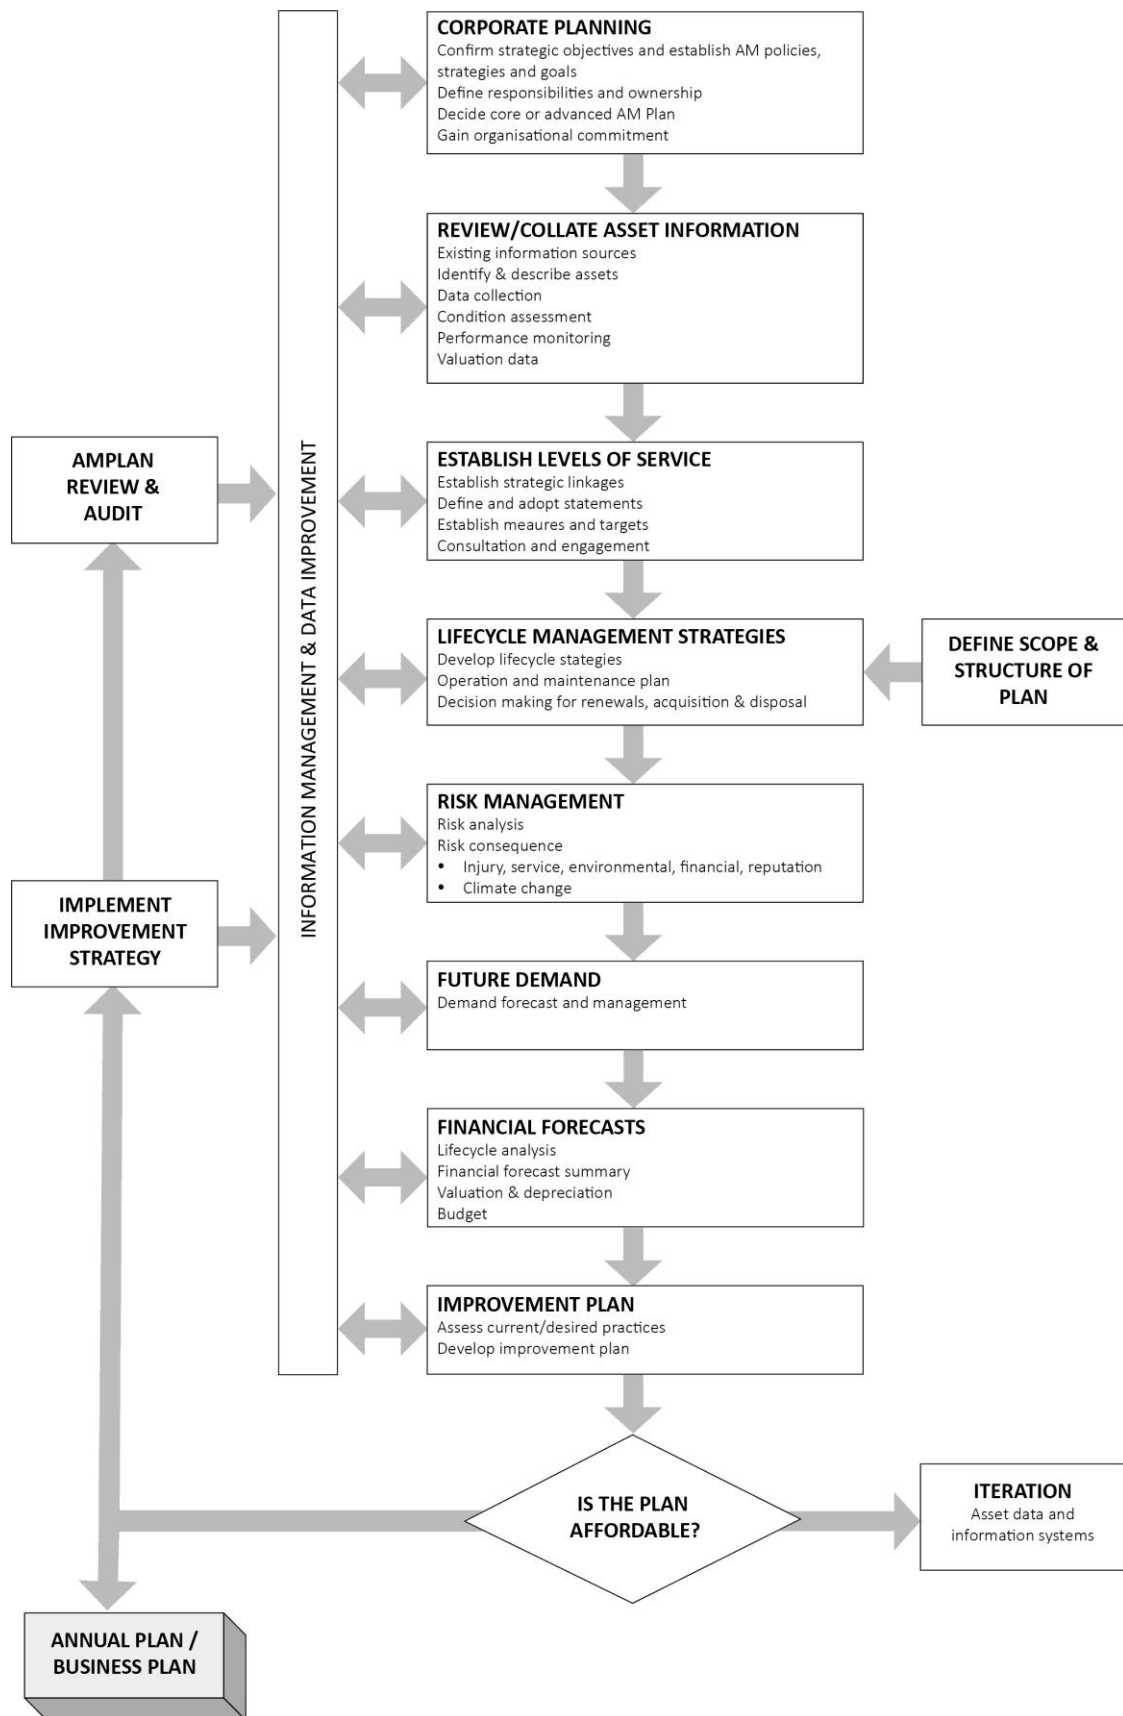 CORPORATE PLANNING
Confirm strategic objectives and establish AM policies,
strategies and goals
Define responsibilities and ownership
Decide core or advanced AM Plan
Gain organisational commitment
REVIEW/COLLATE ASSET INFORMATION
Existing information sources
Identify & describe assets
Data collection
Condition assessment
Performance monitoring
Valuation data
AMPLAN
REVIEW &
AUDIT
INFORMATION MANAGEMENT & DATA IMPROVEMENT
ESTABLISH LEVELS OF SERVICE
Establish strategic linkages
Define and adopt statements
Establish measures and targets
Consultation and engagement
LIFECYCLE MANAGEMENT STRATEGIES
Develop lifecycle stategies
Operation and maintenance plan
Decision making for renewals, acquisition & disposal
DEFINE SCOPE &
STRUCTURE OF
PLAN
RISK MANAGEMENT
Risk analysis
Risk consequence
• Injury, service, environmental, financial, reputation
• Climate change
IMPLEMENT
IMPROVEMENT
STRATEGY
FUTURE DEMAND
Demand forecast and management
FINANCIAL FORECASTS
Lifecycle analysis
Financial forecast summary
Valuation & depreciation
Budget
IMPROVEMENT PLAN
Assess current/desired practices
Develop improvement plan
IS THE PLAN
AFFORDABLE?
ITERATION
Asset data and
information systems
ANNUAL PLAN /
BUSINESS PLAN